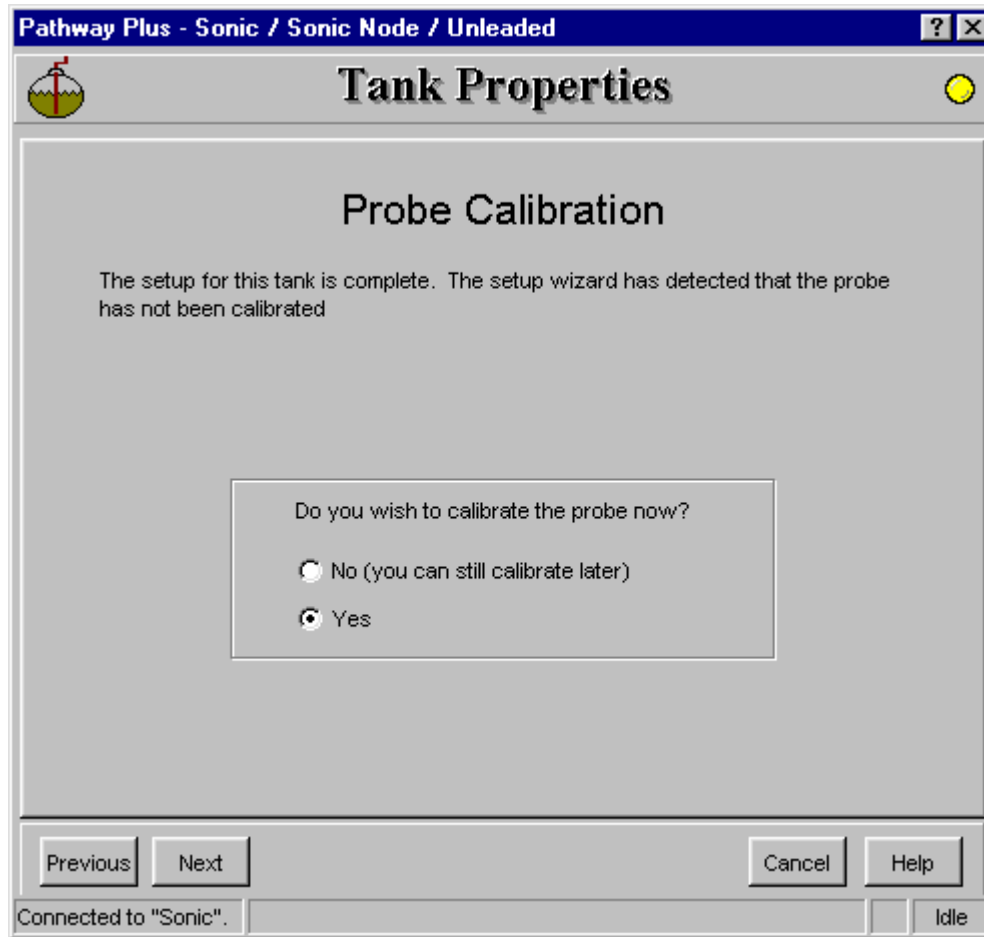 Pathway Plus - Sonic / Sonic Node / Unleaded
Tank Properties
Probe Calibration
The setup for this tank is complete.  The setup wizard has detected that the probe
has not been calibrated
Do you wish to calibrate the probe now?
No (you can still calibrate later)
Yes
Previous Next Cancel Help
Connected to "Sonic". Idle